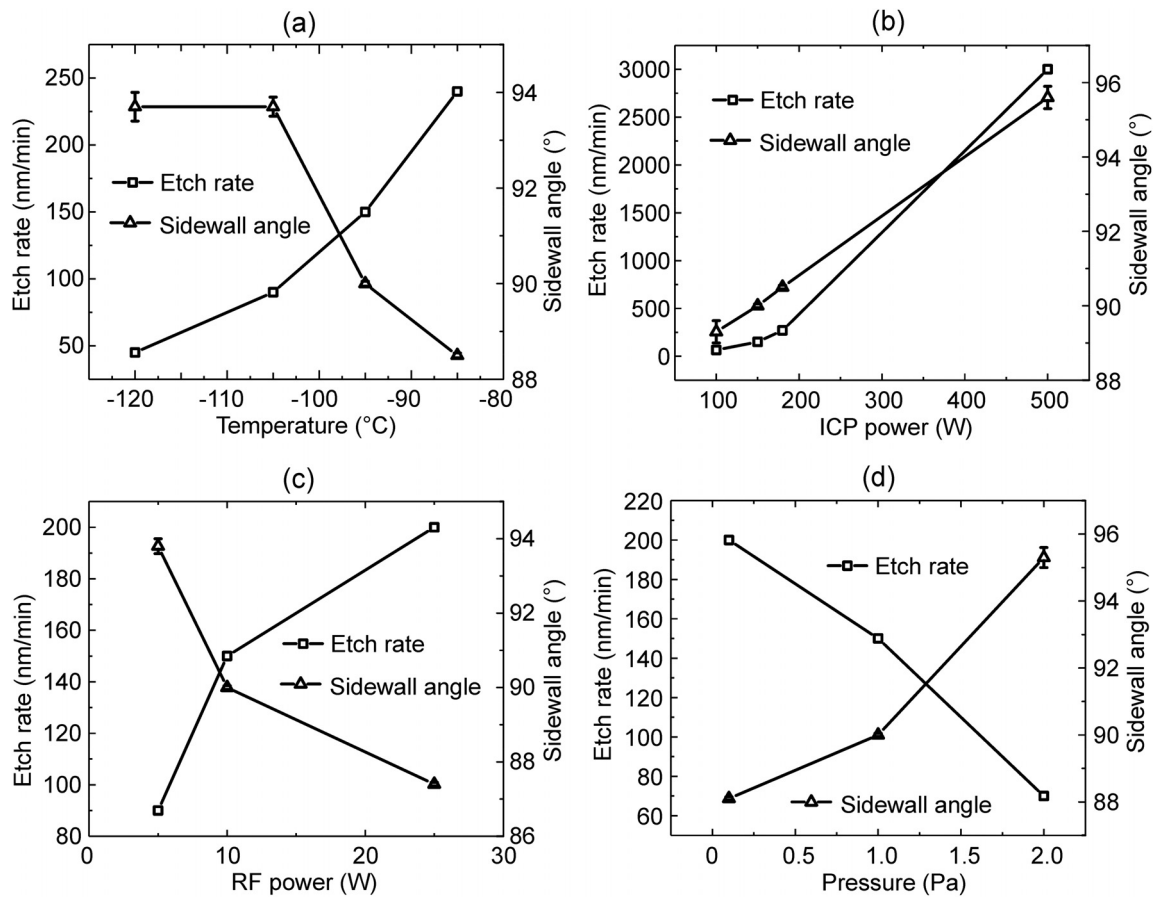 (a)
250
200
150
100
50
Etch rate (nm/min)
Etch rate
Sidewall angle
94
92
90
88
Sidewall angle (°)
-120
-110
-100
-90
-80
Temperature (°C)
(b)
3000
2500
2000
1500
1000
500
0
Etch rate (nm/min)
Etch rate
Sidewall angle
96
94
92
90
88
Sidewall angle (°)
100
200
300
400
500
ICP power (W)
(c)
200
180
160
140
120
100
80
Etch rate (nm/min)
Etch rate
Sidewall angle
94
92
90
88
86
Sidewall angle (°)
0
10
20
30
RF power (W)
(d)
220
200
180
160
140
120
100
80
70
60
Etch rate (nm/min)
Etch rate
Sidewall angle
96
94
92
90
88
Sidewall angle (°)
0
0.5
1.0
1.5
2.0
Pressure (Pa)